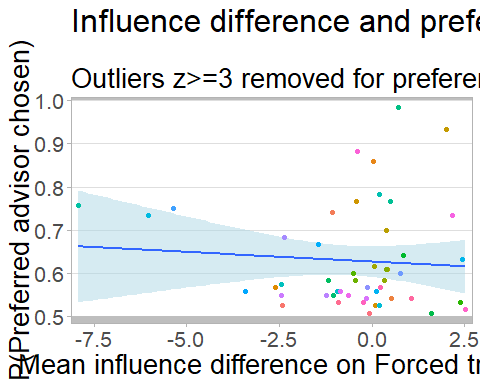 Influence difference and prefe
Outliers z>=3 removed for preferen
P(Preferred advisor chosen)
1.0
0.9
0.8
0.7
0.6
0.5
-7.5 -5.0 -2.5 0.0 2.5
Mean influence difference on Forced tr